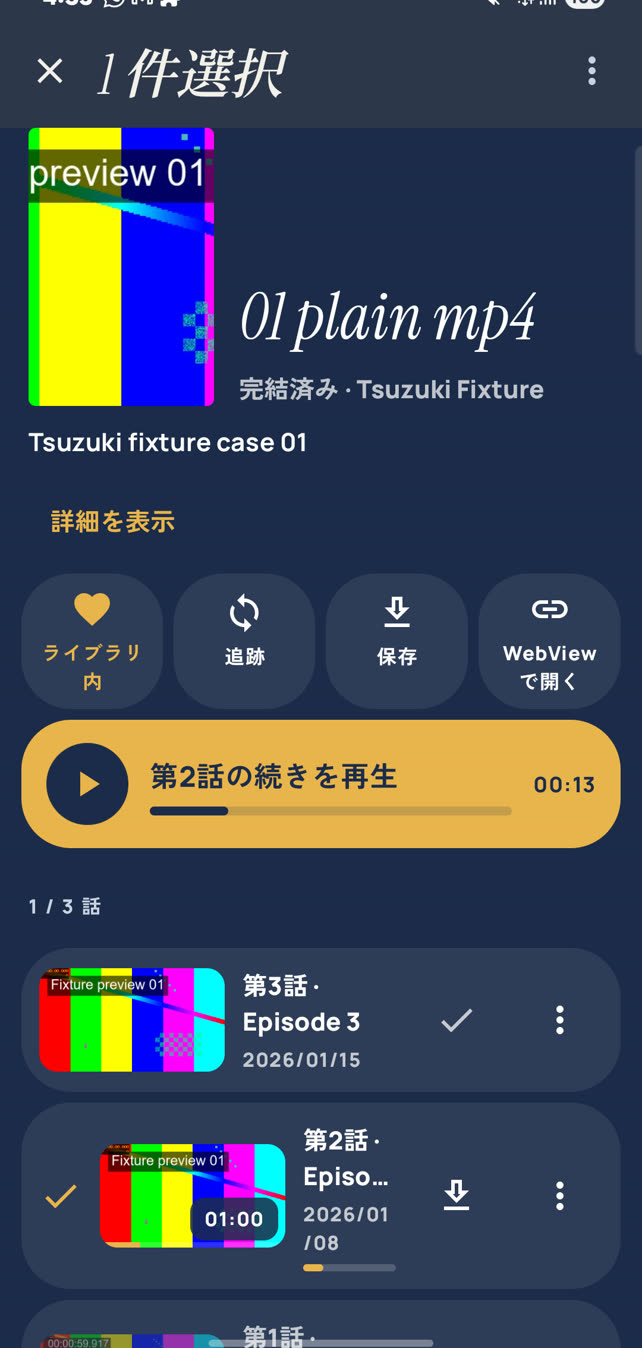 1 件選択
preview 01
01 plain mp4
完結済み · Tsuzuki Fixture
Tsuzuki fixture case 01
詳細を表示
ライブラリ
内
追跡
保存
WebView
で開く
第2話の続きを再生
00:13
1 / 3 話
Fixture preview 01
第3話 ·
Episode 3
2026/01/15
Fixture preview 01
01:00
第2話 ·
Episo...
2026/01
/08
00:00:59.917
第1話 ·